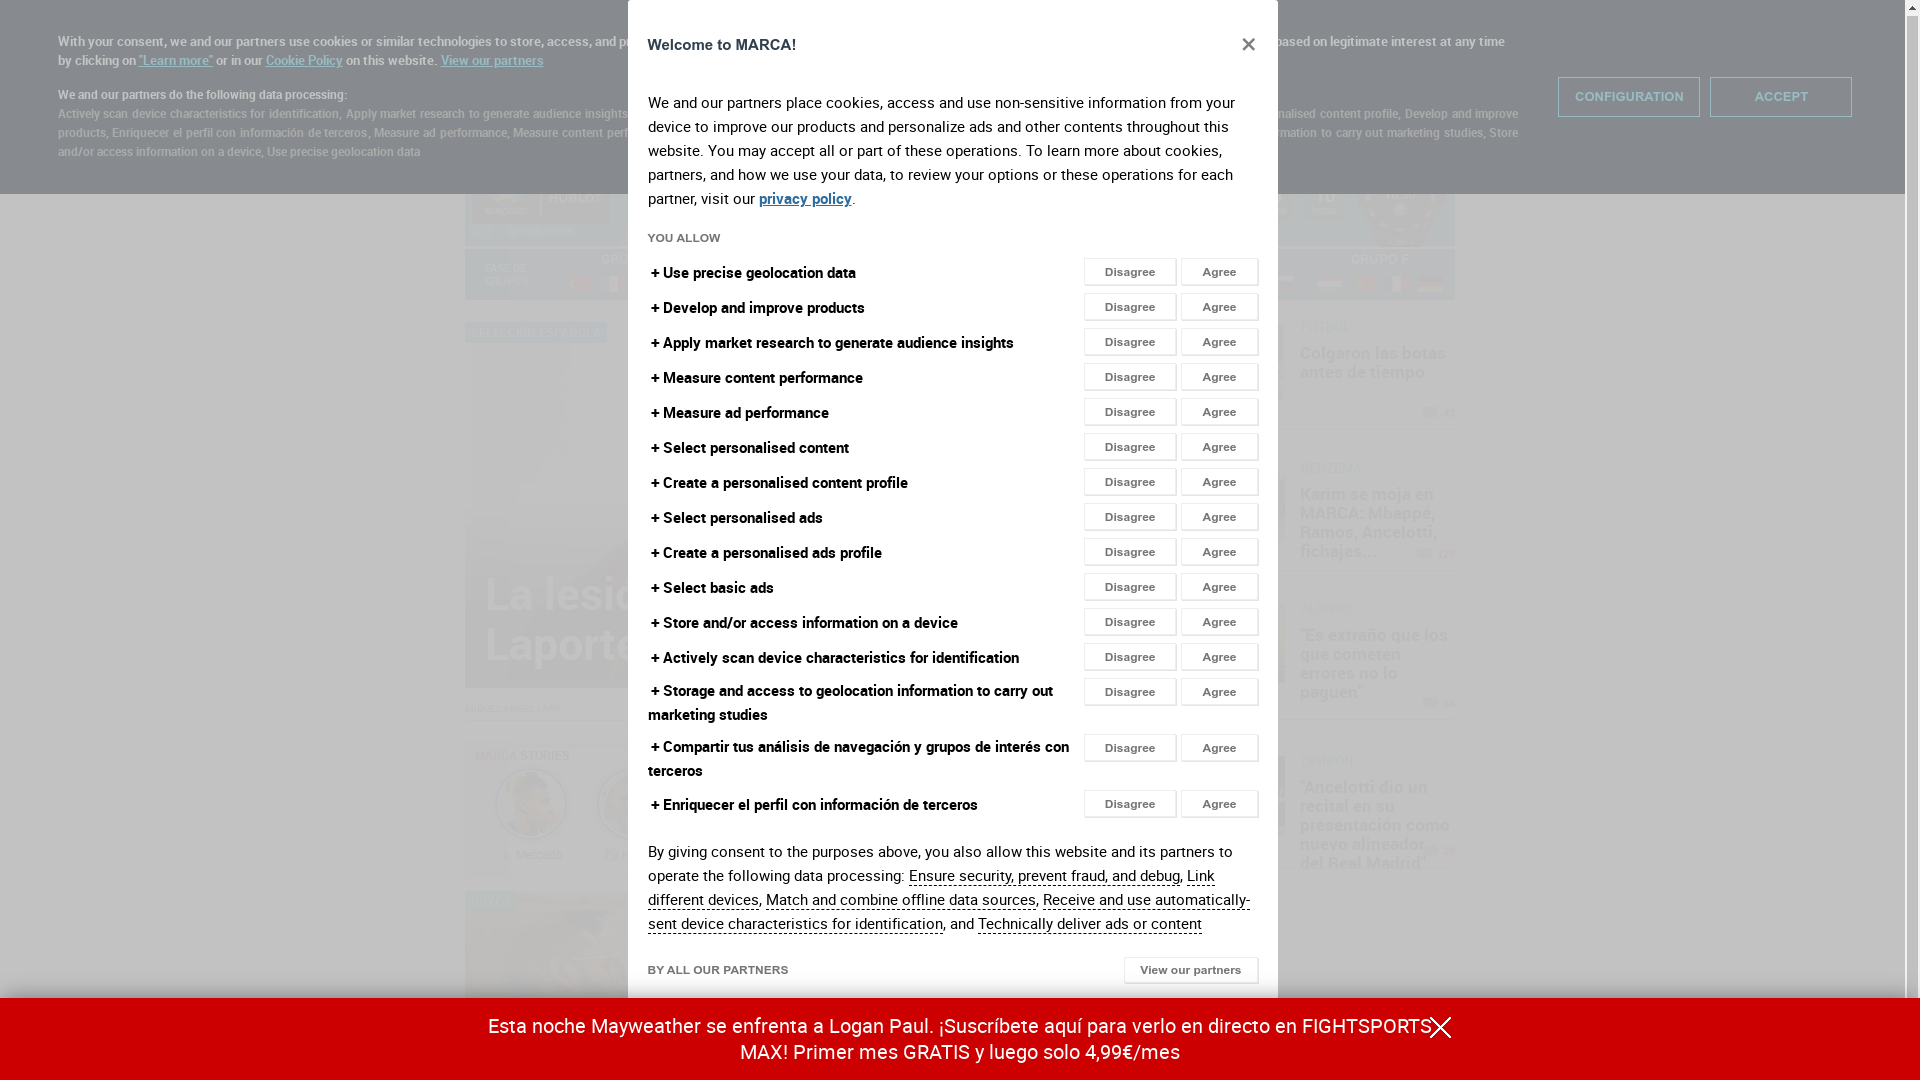 With your consent, we and our partners use cookies or similar technologies to store, access, and
based on legitimate interest at any time
by clicking on "Learn more" or in our Cookie Policy on this website. View our partners
We and our partners do the following data processing:
Actively scan device characteristics for identification, Apply market research to generate audience insights
content profile, Develop and improve
products, Enriquecer el perfil con información de terceros, Measure ad performance, Measure content
to carry out marketing studies, Store
and/or access information on a device, Use precise geolocation data
CONFIGURATION
ACCEPT
Welcome to MARCA!
We and our partners place cookies, access and use non-sensitive information from your
device to improve our products and personalize ads and other contents throughout this
website. You may accept all or part of these operations. To learn more about cookies,
partners, and how we use your data, to review your options or these operations for each
partner, visit our privacy policy.
YOU ALLOW
+ Use precise geolocation data Disagree Agree
+ Develop and improve products Disagree Agree
+ Apply market research to generate audience insights Disagree Agree
+ Measure content performance Disagree Agree
+ Measure ad performance Disagree Agree
+ Select personalised content Disagree Agree
+ Create a personalised content profile Disagree Agree
+ Select personalised ads Disagree Agree
+ Create a personalised ads profile Disagree Agree
+ Select basic ads Disagree Agree
+ Store and/or access information on a device Disagree Agree
+ Actively scan device characteristics for identification Disagree Agree
+ Storage and access to geolocation information to carry out Disagree Agree
marketing studies
+ Compartir tus análisis de navegación y grupos de interés con Disagree Agree
terceros
+ Enriquecer el perfil con información de terceros Disagree Agree
By giving consent to the purposes above, you also allow this website and its partners to
operate the following data processing: Ensure security, prevent fraud, and debug, Link
different devices, Match and combine offline data sources, Receive and use automatically-
sent device characteristics for identification, and Technically deliver ads or content
BY ALL OUR PARTNERS View our partners
HUBLOT
GRUPO F
SELECCIÓN ESPAÑOLA
La
Laporte
MARCA STORIES
Mercado
FÚTBOL
Colgaron las botas
antes de tiempo
BENZEMA
Karim se moja en
MARCA: Mbappé,
Ramos, Ancelotti,
fichajes...
"Es extraño que los
que cometen
errores no lo
paguen"
"Ancelotti dio un
recital en su
presentación como
nuevo alineador
del Real Madrid"
Esta noche Mayweather se enfrenta a Logan Paul. ¡Suscríbete aquí para verlo en directo en FIGHTSPORTS
MAX! Primer mes GRATIS y luego solo 4,99€/mes